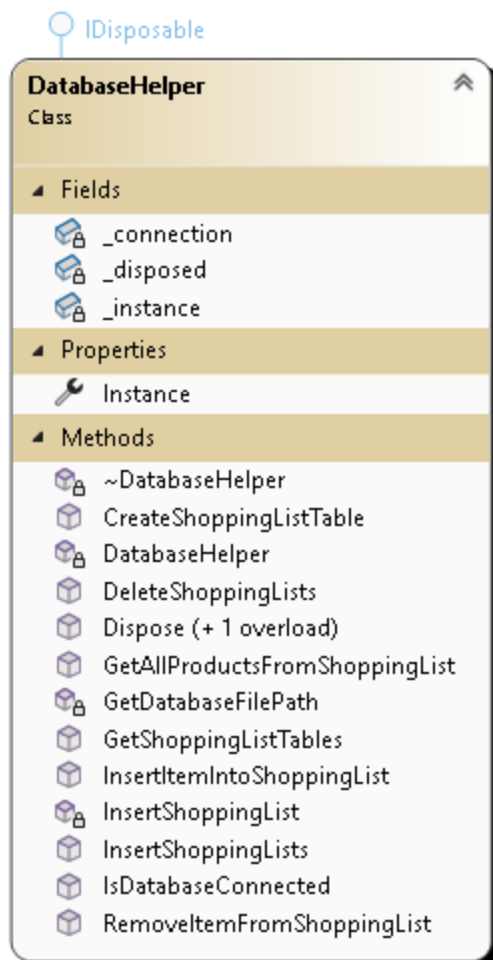 IDisposable
DatabaseHelper
Class
Fields
_connection
_disposed
_instance
Properties
Instance
Methods
~DatabaseHelper
CreateShoppingListTable
DatabaseHelper
DeleteShoppingLists
Dispose (+ 1 overload)
GetAllProductsFromShoppingList
GetDatabaseFilePath
GetShoppingListTables
InsertItemIntoShoppingList
InsertShoppingList
InsertShoppingLists
IsDatabaseConnected
RemoveItemFromShoppingList